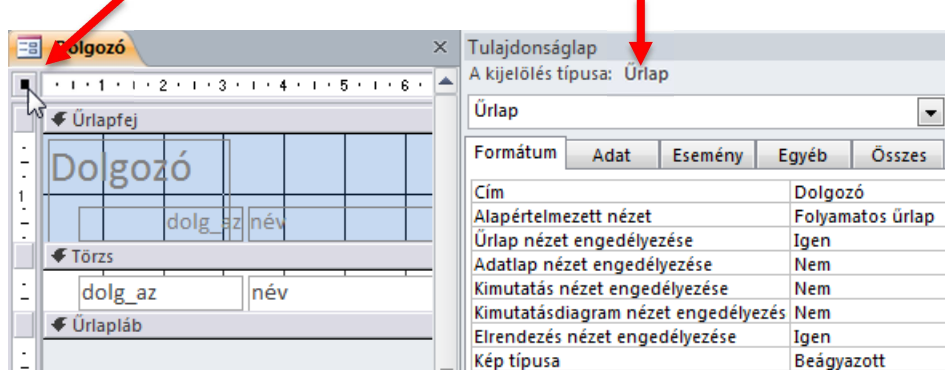 Dolgozó
1 2 3 4 5 6
Űrlapfej
Dolgozó
1
dolg_az név
Törzs
dolg_az név
Űrlapláb
Tulajdonságlap
A kijelölés típusa: Űrlap
Űrlap
Formátum Adat Esemény Egyéb Összes
Cím Dolgozó
Alapértelmezett nézet Folyamatos űrlap
Űrlap nézet engedélyezése Igen
Adatlap nézet engedélyezése Nem
Kimutatás nézet engedélyezése Nem
Kimutatásdiagram nézet engedélyezés Nem
Elrendezés nézet engedélyezése Igen
Kép típusa Beágyazott